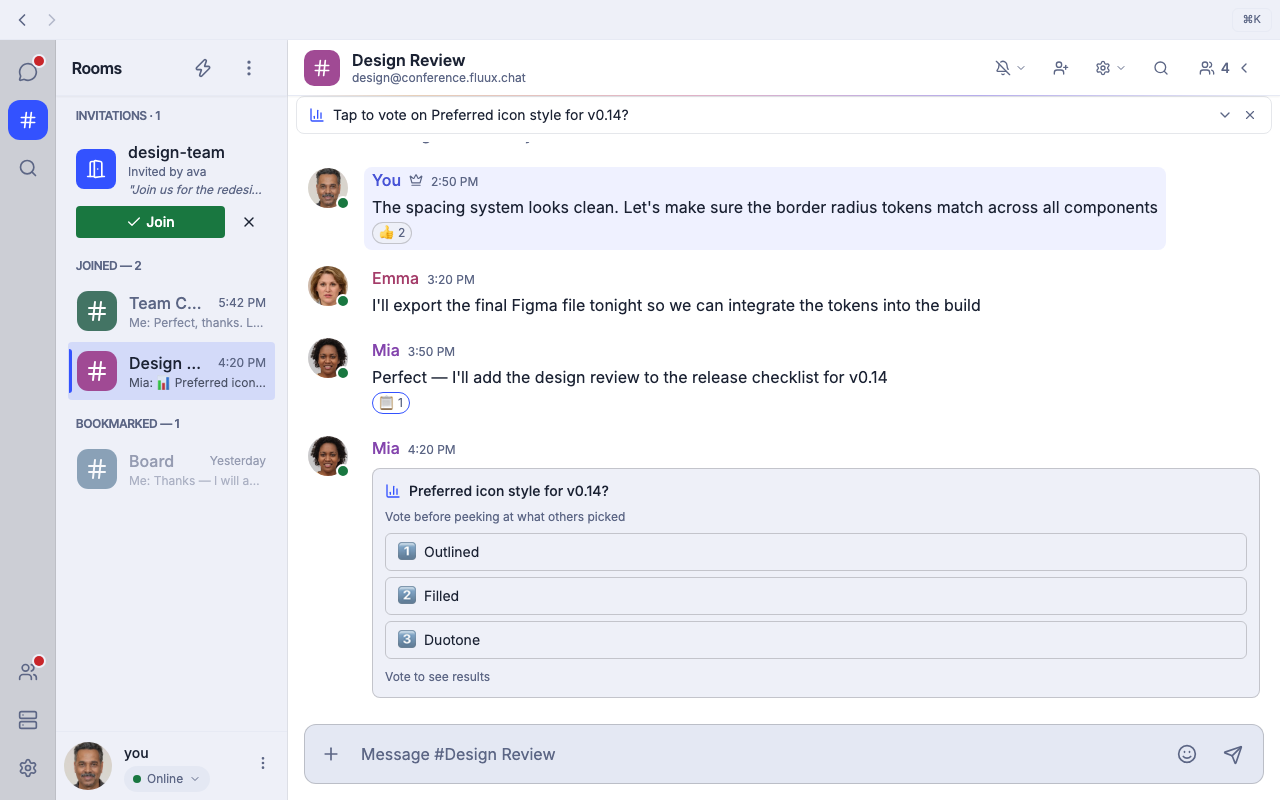 ⌘K
Rooms
INVITATIONS · 1
design-team
Invited by ava
"Join us for the redesi...
Join
JOINED — 2
Team C... 5:42 PM
Me: Perfect, thanks. L...
Design ... 4:20 PM
Mia: 📊 Preferred icon...
BOOKMARKED — 1
Board Yesterday
Me: Thanks — I will a...
you
Online
Design Review
design@conference.fluux.chat
4
Tap to vote on Preferred icon style for v0.14?
You 2:50 PM
The spacing system looks clean. Let's make sure the border radius tokens match across all components
👍 2
Emma 3:20 PM
I'll export the final Figma file tonight so we can integrate the tokens into the build
Mia 3:50 PM
Perfect — I'll add the design review to the release checklist for v0.14
📋 1
Mia 4:20 PM
Preferred icon style for v0.14?
Vote before peeking at what others picked
1️⃣ Outlined
2️⃣ Filled
3️⃣ Duotone
Vote to see results
Message #Design Review